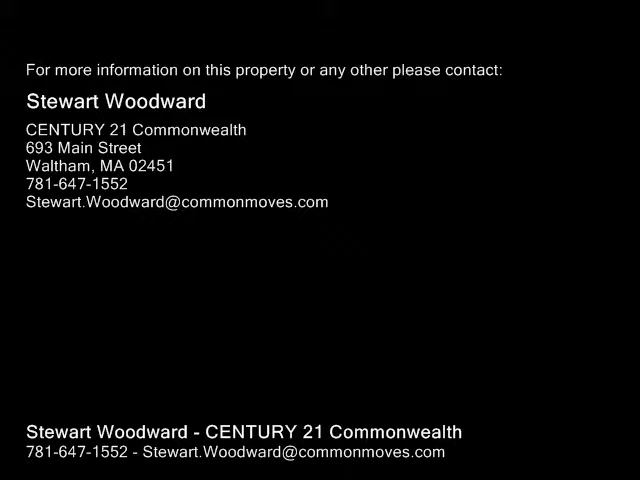 For more information on this property or any other please contact:
Stewart Woodward
CENTURY 21 Commonwealth
693 Main Street
Waltham, MA 02451
781-647-1552
Stewart.Woodward@commonmoves.com
Stewart Woodward - CENTURY 21 Commonwealth
781-647-1552 - Stewart.Woodward@commonmoves.com